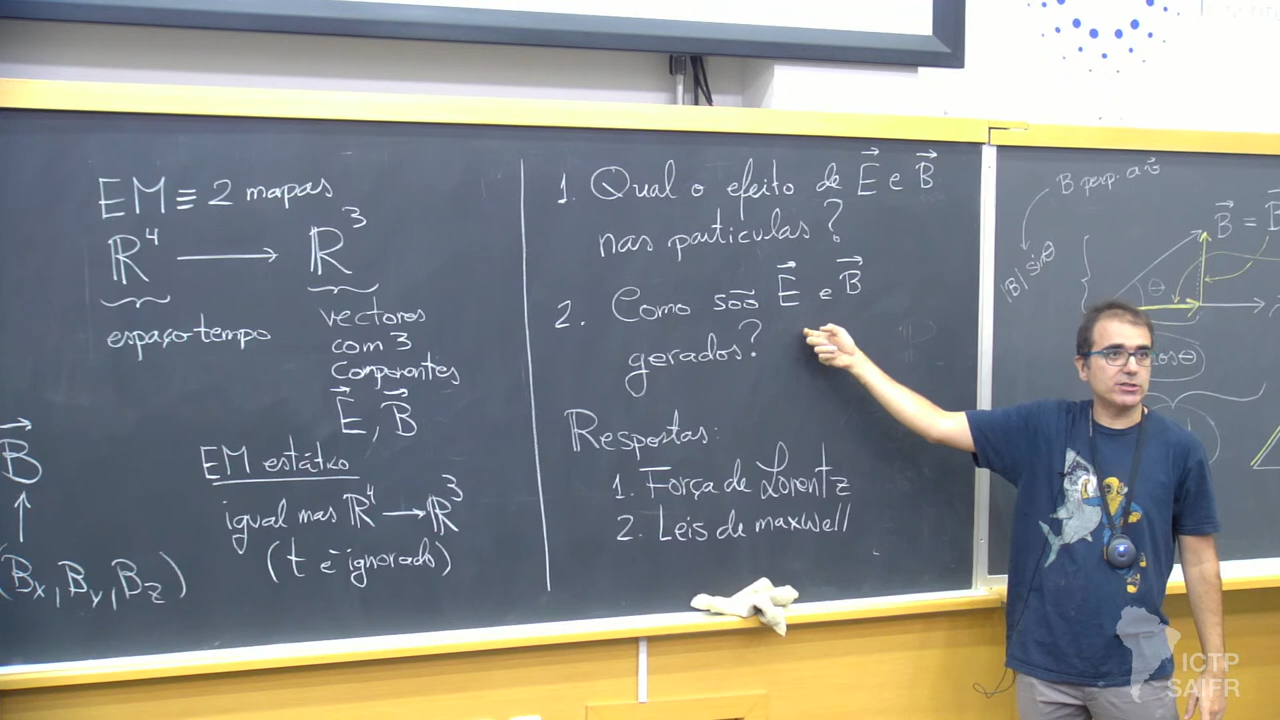 EM ≡ 2 mapas
ℝ⁴ → ℝ³
espaço-tempo
vectores
com 3
componentes
E⃗, B⃗
EM estático
igual mas ℝ⁴ → ℝ³
(t é ignorado)
B⃗
(Bx, By, Bz)
1. Qual o efeito de E⃗ e B⃗
nas particulas?
2. Como são E⃗ e B⃗
gerados?
Respostas:
1. Força de Lorentz
2. Leis de maxwell
B perp. a v⃗
|B| sinθ
θ
B⃗ =
osθ
ICTP
SAIFR